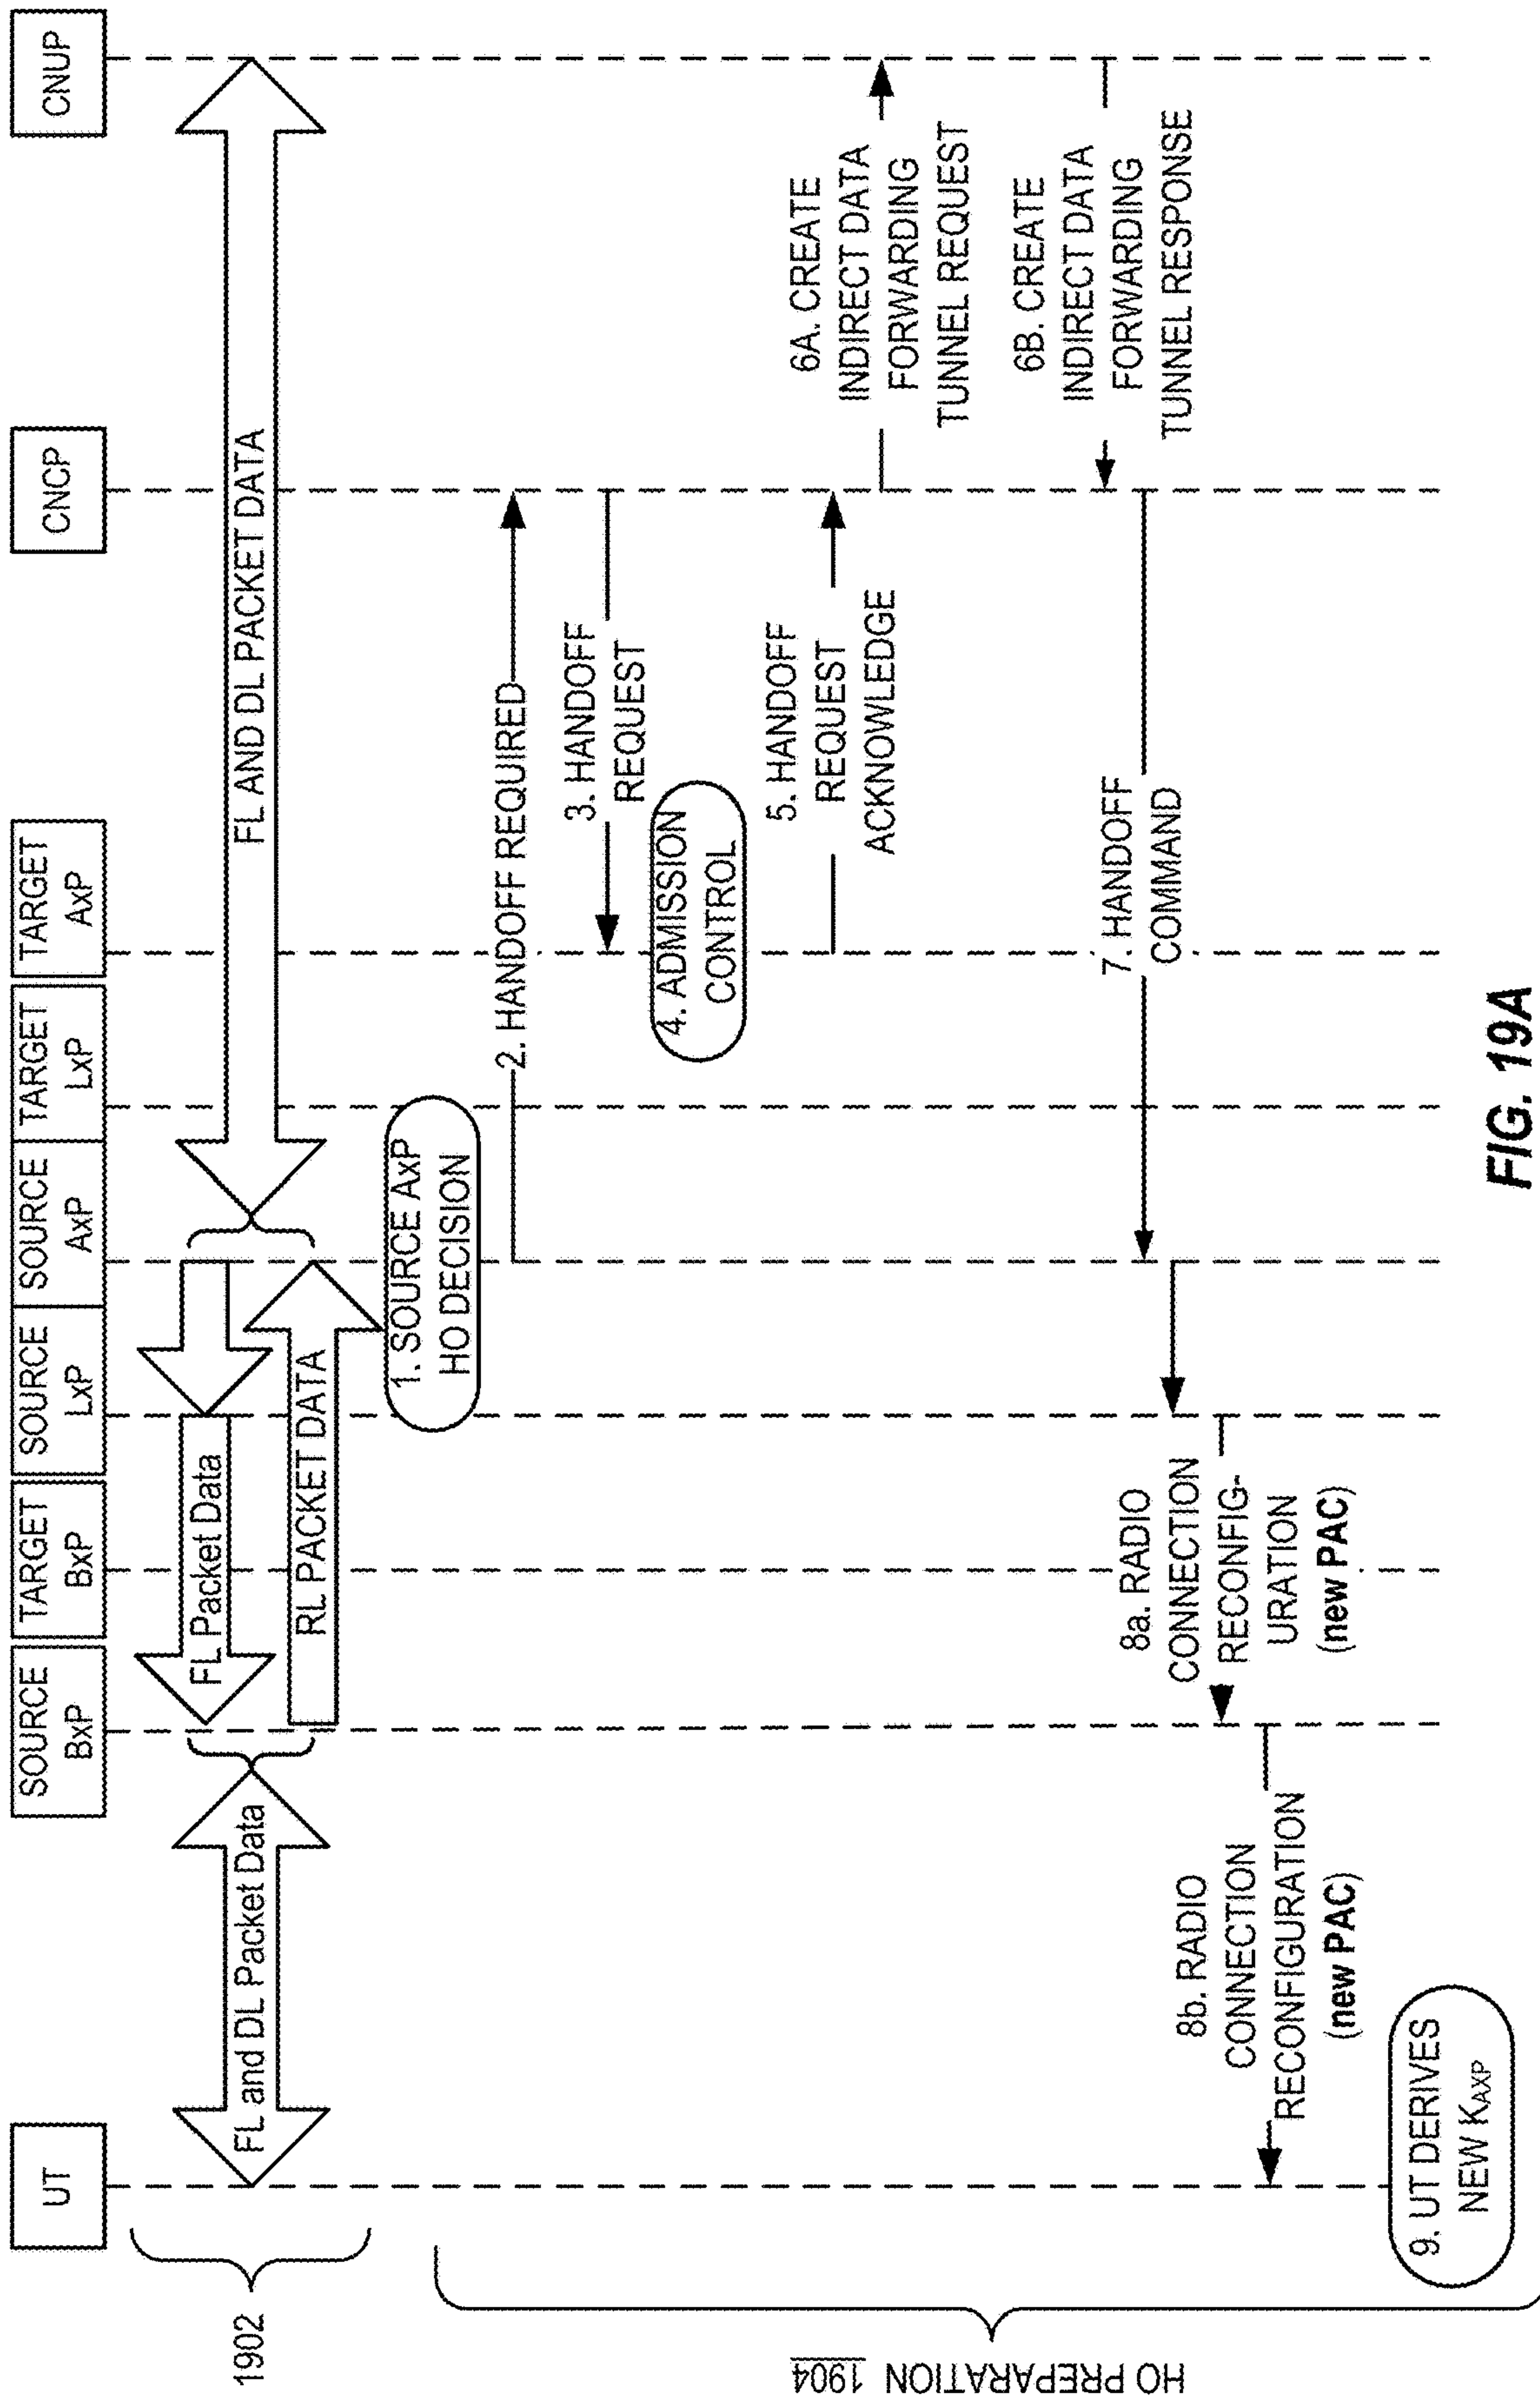 UT
SOURCE
BxP
TARGET
BxP
SOURCE
LxP
SOURCE
AxP
TARGET
LxP
TARGET
AxP
CNCP
CNUP
1902
FL and DL Packet Data
FL Packet Data
RL PACKET DATA
FL AND DL PACKET DATA
HO PREPARATION 1904
1. SOURCE AxP
HO DECISION
2. HANDOFF REQUIRED
3. HANDOFF
REQUEST
4. ADMISSION
CONTROL
5. HANDOFF
REQUEST
ACKNOWLEDGE
6A. CREATE
INDIRECT DATA
FORWARDING
TUNNEL REQUEST
6B. CREATE
INDIRECT DATA
FORWARDING
TUNNEL RESPONSE
7. HANDOFF
COMMAND
8a. RADIO
CONNECTION
RECONFIG-
URATION
(new PAC)
8b. RADIO
CONNECTION
RECONFIGURATION
(new PAC)
9. UT DERIVES
NEW KAXP
FIG. 19A